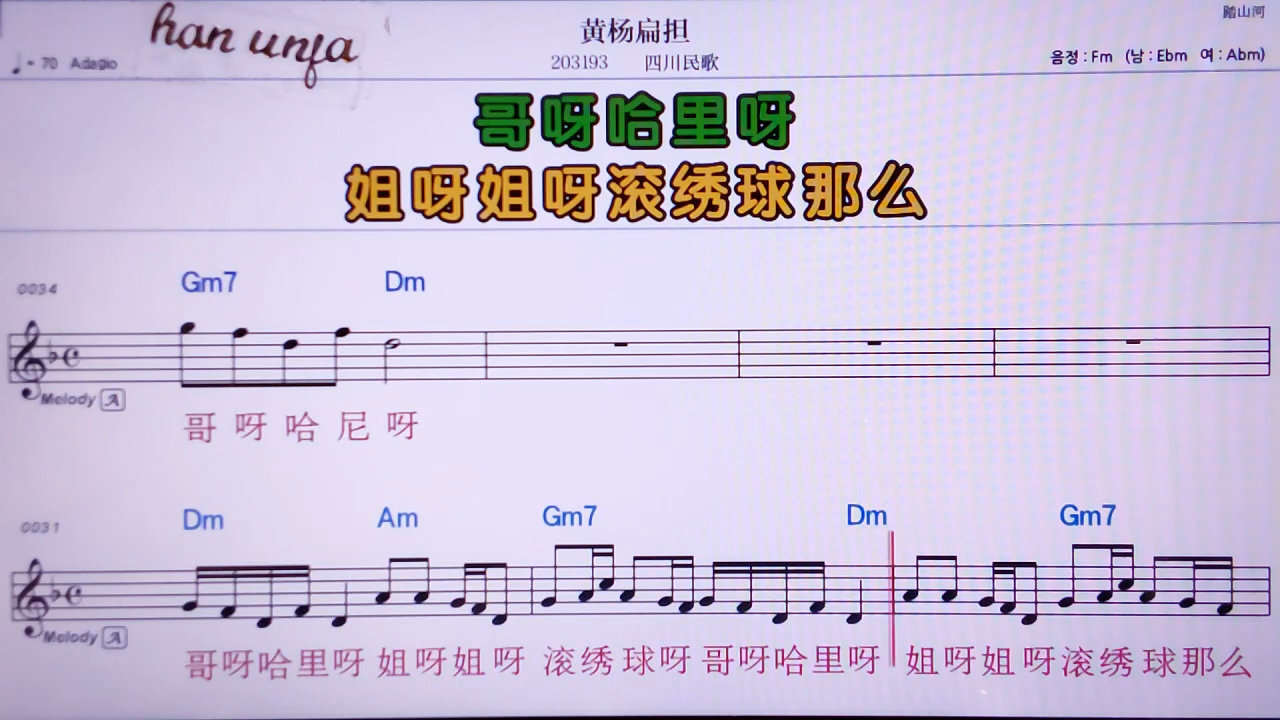 han unfa
黄杨扁担
踏山河
♩= 70 Adagio
203193 四川民歌
음정 : Fm (남 : Ebm 여 : Abm)
哥呀哈里呀
姐呀姐呀滚绣球那么
0034
Gm7 Dm
Melody A
哥 呀 哈 尼 呀
0031
Dm Am Gm7 Dm Gm7
Melody A
哥呀哈里呀 姐呀姐呀 滚绣球呀 哥呀哈里呀 姐呀姐呀滚绣球那么